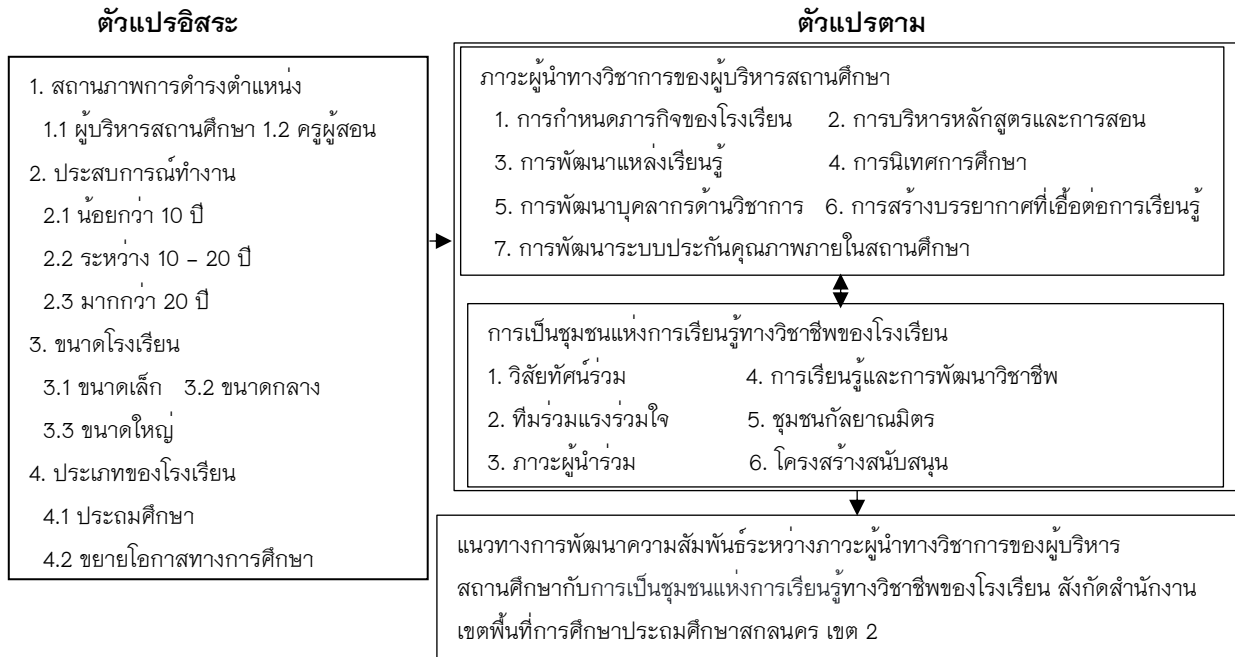 ตัวแปรอิสระ
1. สถานภาพการดำรงตำแหน่ง
1.1 ผู้บริหารสถานศึกษา 1.2 ครูผู้สอน
2. ประสบการณ์ทำงาน
2.1 น้อยกว่า 10 ปี
2.2 ระหว่าง 10 – 20 ปี
2.3 มากกว่า 20 ปี
3. ขนาดโรงเรียน
3.1 ขนาดเล็ก 3.2 ขนาดกลาง
3.3 ขนาดใหญ่
4. ประเภทของโรงเรียน
4.1 ประถมศึกษา
4.2 ขยายโอกาสทางการศึกษา
ตัวแปรตาม
ภาวะผู้นำทางวิชาการของผู้บริหารสถานศึกษา
1. การกำหนดภารกิจของโรงเรียน 2. การบริหารหลักสูตรและการสอน
3. การพัฒนาแหล่งเรียนรู้ 4. การนิเทศการศึกษา
5. การพัฒนาบุคลากรด้านวิชาการ 6. การสร้างบรรยากาศที่เอื้อต่อการเรียนรู้
7. การพัฒนาระบบประกันคุณภาพภายในสถานศึกษา
การเป็นชุมชนแห่งการเรียนรู้ทางวิชาชีพของโรงเรียน
1. วิสัยทัศน์ร่วม 4. การเรียนรู้และการพัฒนาวิชาชีพ
2. ทีมร่วมแรงร่วมใจ 5. ชุมชนกัลยาณมิตร
3. ภาวะผู้นำร่วม 6. โครงสร้างสนับสนุน
แนวทางการพัฒนาความสัมพันธ์ระหว่างภาวะผู้นำทางวิชาการของผู้บริหาร
สถานศึกษากับการเป็นชุมชนแห่งการเรียนรู้ทางวิชาชีพของโรงเรียน สังกัดสำนักงาน
เขตพื้นที่การศึกษาประถมศึกษาสกลนคร เขต 2